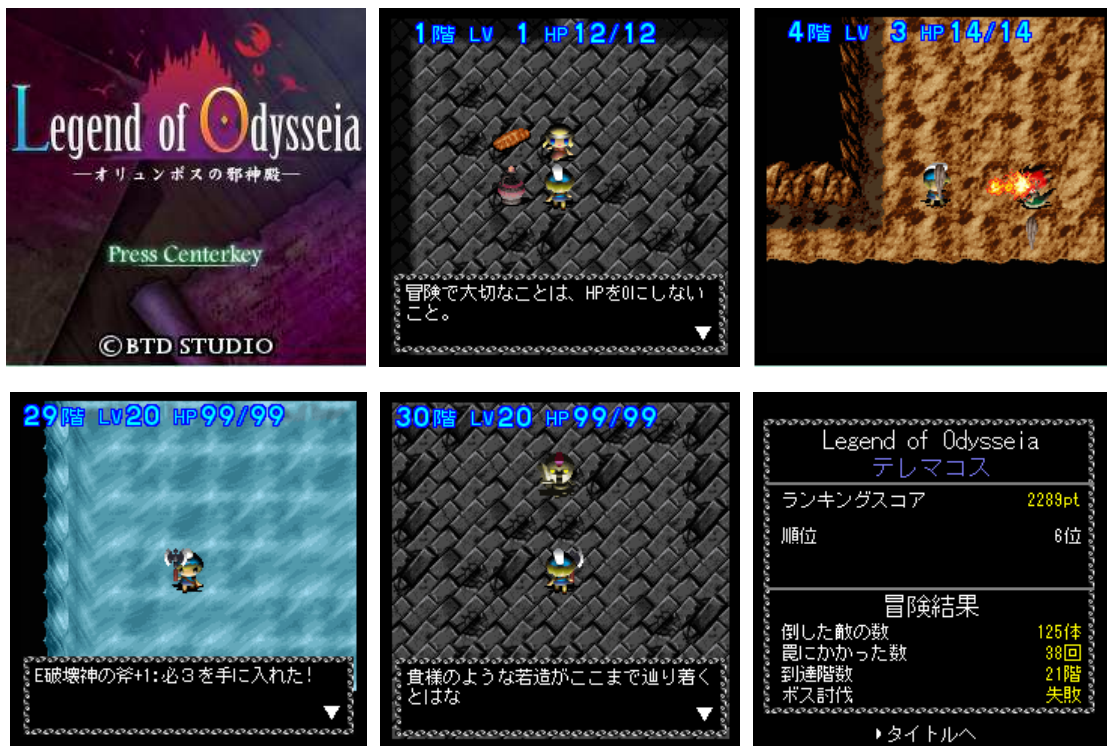 Legend of Odysseia
―オリュンポスの邪神殿―
Press Centerkey
©BTD STUDIO
1階 LV 1 HP12/12
冒険で大切なことは、HPを0にしない
こと。
4階 LV 3 HP14/14
29階 LV20 HP99/99
E破壊神の斧+1:必3を手に入れた!
30階 LV20 HP99/99
貴様のような若造がここまで辿り着く
とはな
Legend of Odysseia
テレマコス
ランキングスコア 2289pt
順位 6位
冒険結果
倒した敵の数 125体
罠にかかった数 38回
到達階数 21階
ボス討伐 失敗
タイトルへ